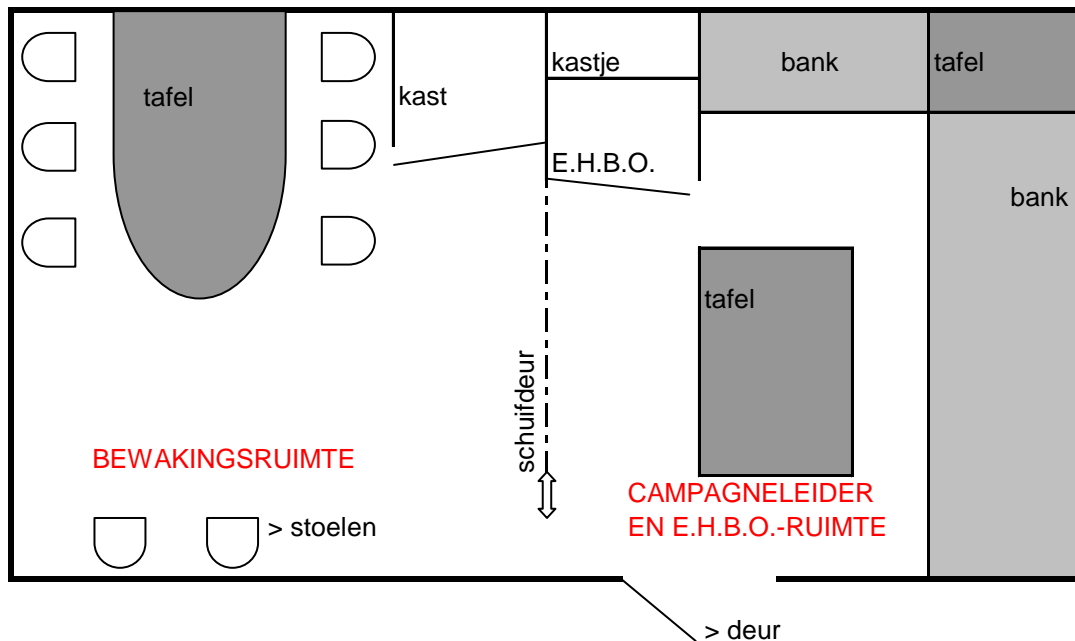 kastje
bank
tafel
tafel
kast
E.H.B.O.
bank
tafel
schuifdeur
BEWAKINGSRUIMTE
CAMPAGNELEIDER
EN E.H.B.O.-RUIMTE
> stoelen
> deur